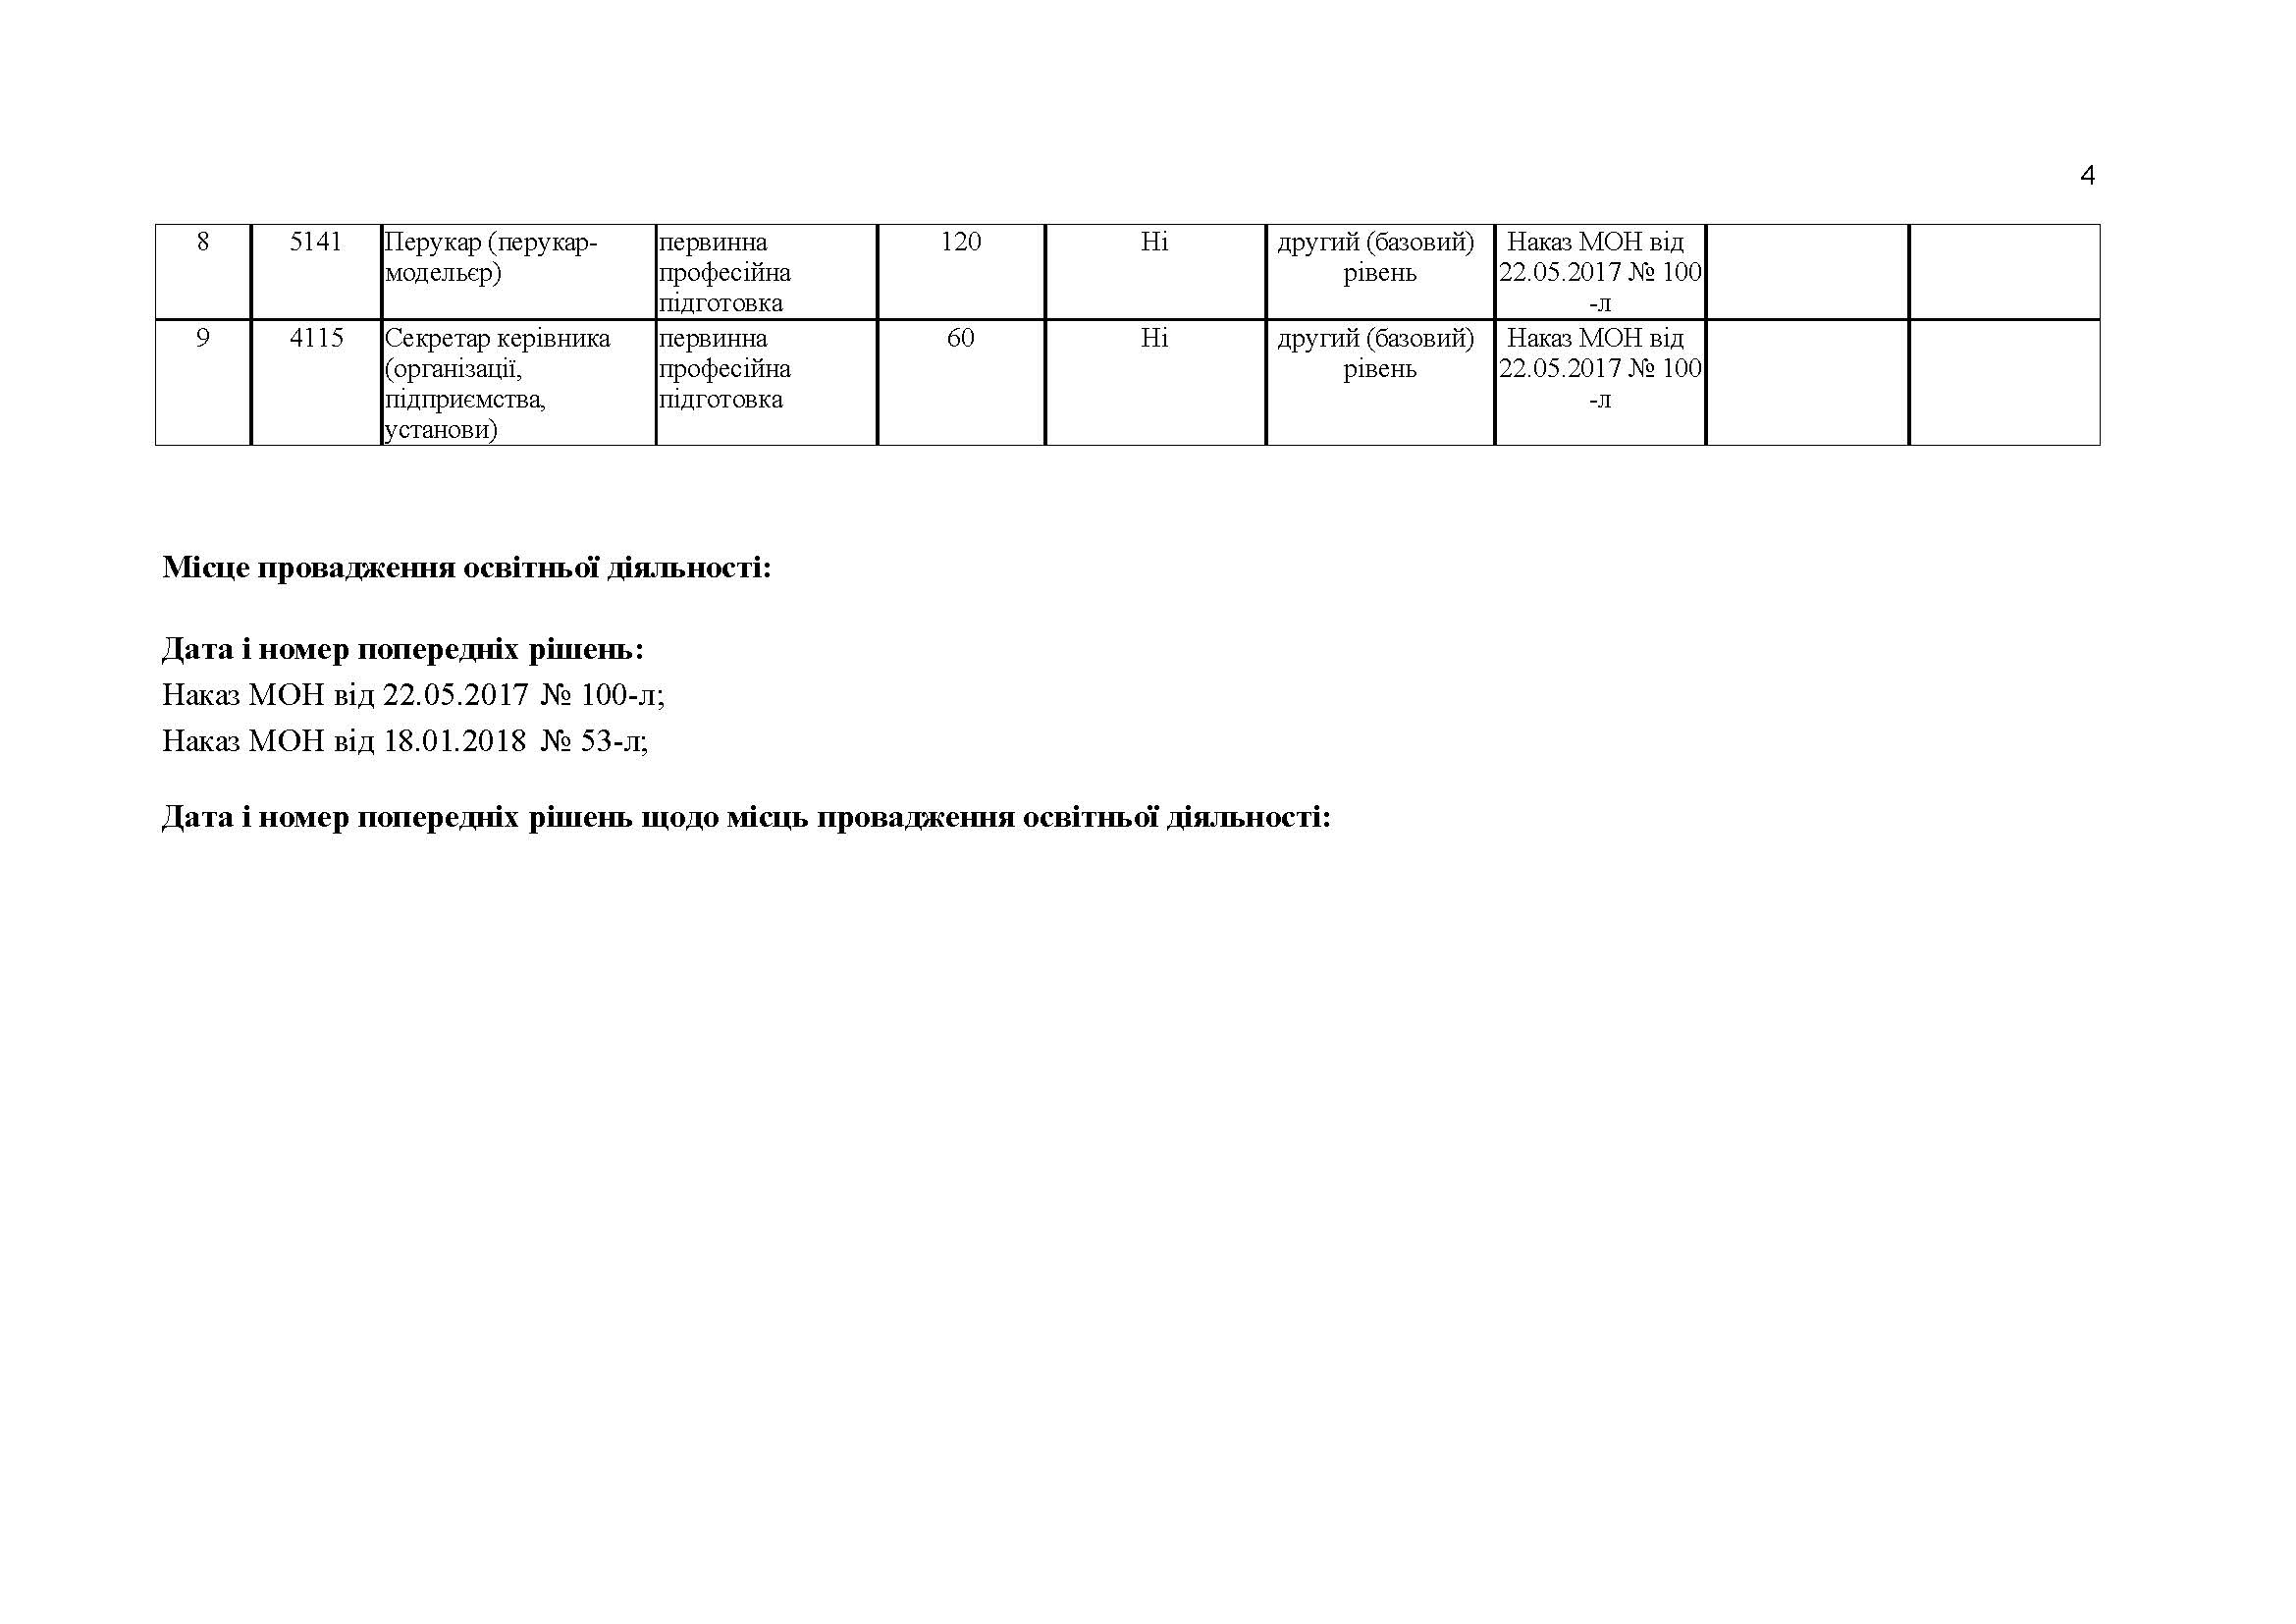 4
8 5141 Перукар (перукар- первинна 120 Ні другий (базовий) Наказ МОН від
модельєр) професійна рівень 22.05.2017 № 100
підготовка -л
9 4115 Секретар керівника первинна 60 Ні другий (базовий) Наказ МОН від
(організації, професійна рівень 22.05.2017 № 100
підприємства, підготовка -л
установи)
Місце провадження освітньої діяльності:
Дата і номер попередніх рішень:
Наказ МОН від 22.05.2017 № 100-л;
Наказ МОН від 18.01.2018 № 53-л;
Дата і номер попередніх рішень щодо місць провадження освітньої діяльності: